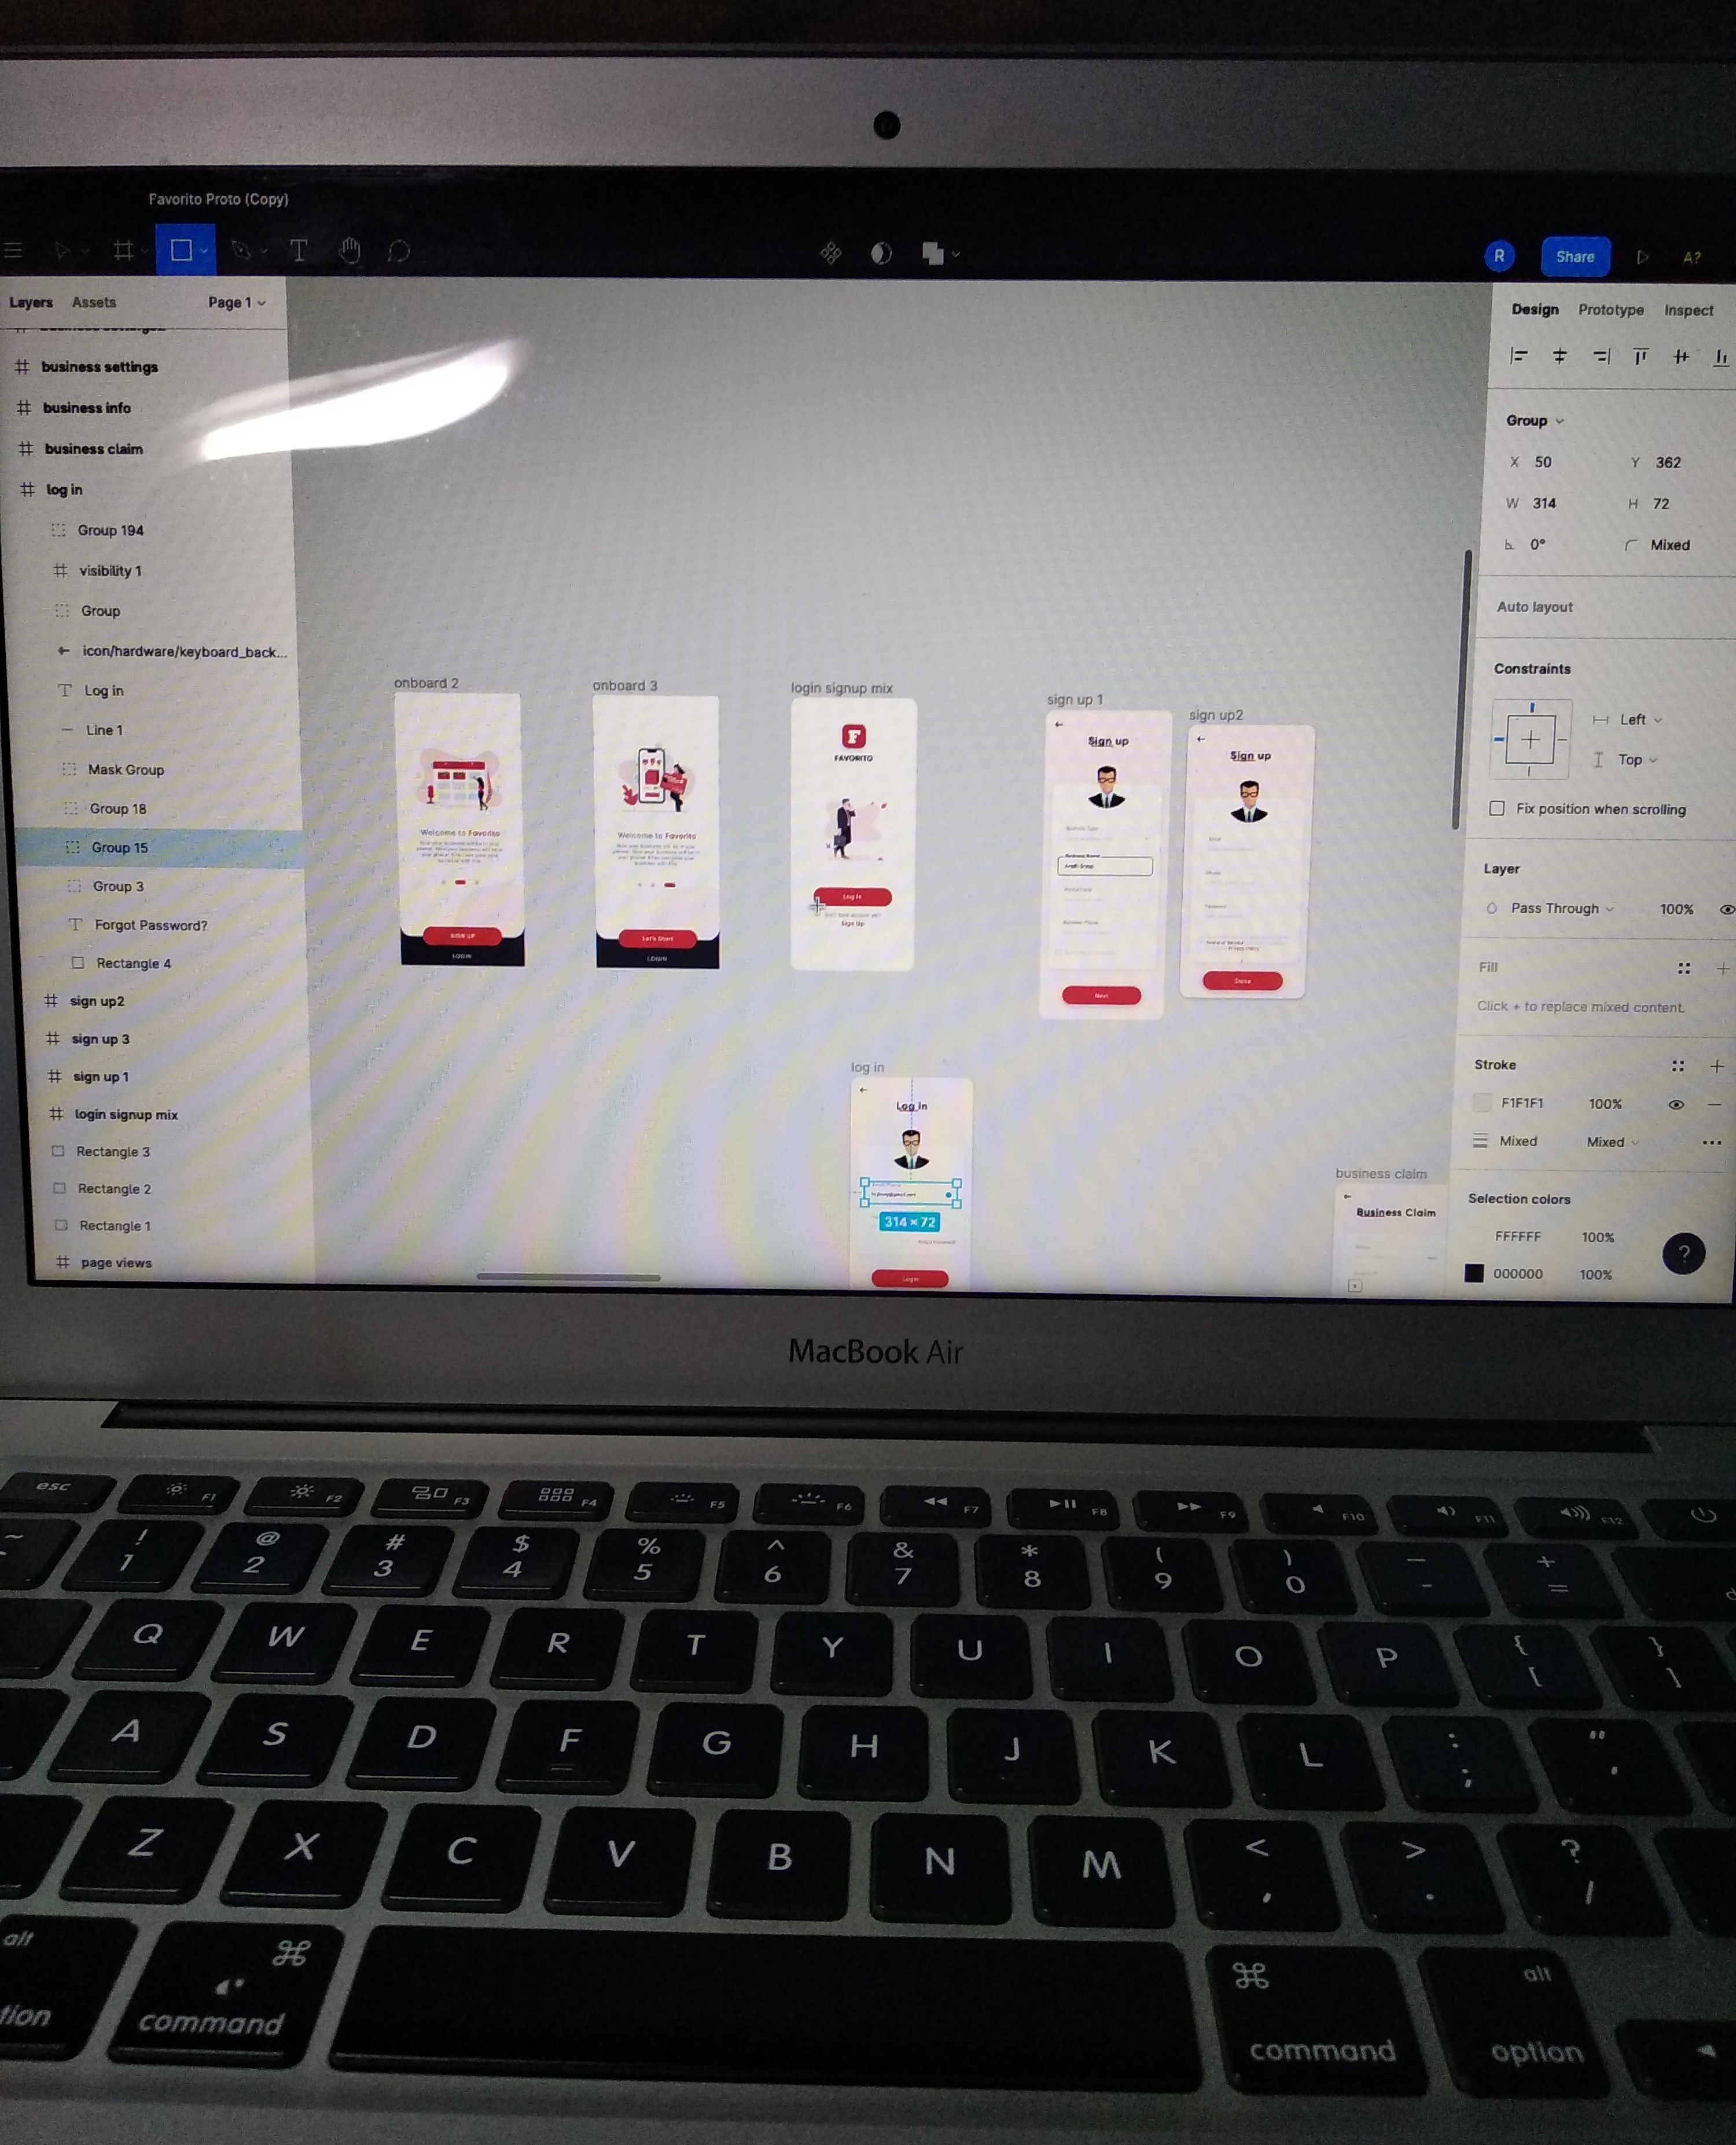 Favorito Proto (Copy)
R
Share
A?
Layers Assets Page 1
business settings
business info
business claim
log in
Group 194
visibility 1
Group
icon/hardware/keyboard_back...
Log in
Line 1
Mask Group
Group 18
Group 15
Group 3
Forgot Password?
Rectangle 4
sign up2
sign up 3
sign up 1
login signup mix
Rectangle 3
Rectangle 2
Rectangle 1
page views
onboard 2
Welcome to Favorito
SIGN UP
LOGIN
onboard 3
Welcome to Favorito
Let's Start
LOGIN
login signup mix
F
FAVORITO
Log In
Sign Up
sign up 1
Sign up
Next
sign up2
Sign up
Done
log in
Log in
314 × 72
Forgot Password?
Login
business claim
Business Claim
Design Prototype Inspect
Group
X 50 Y 362
W 314 H 72
0° Mixed
Auto layout
Constraints
Left
Top
Fix position when scrolling
Layer
Pass Through 100%
Fill
Click + to replace mixed content.
Stroke
F1F1F1 100%
Mixed Mixed
Selection colors
FFFFFF 100%
000000 100%
?
MacBook Air
esc F1 F2 F3 F4 F5 F6 F7 F8 F9 F10 F11 F12
~ ! @ # $ % ^ & * ( ) — +
1 2 3 4 5 6 7 8 9 0 - =
Q W E R T Y U I O P { }
[ ]
A S D F G H J K L : "
; '
Z X C V B N M < > ?
, . /
alt ⌘ ⌘ alt
tion command command option